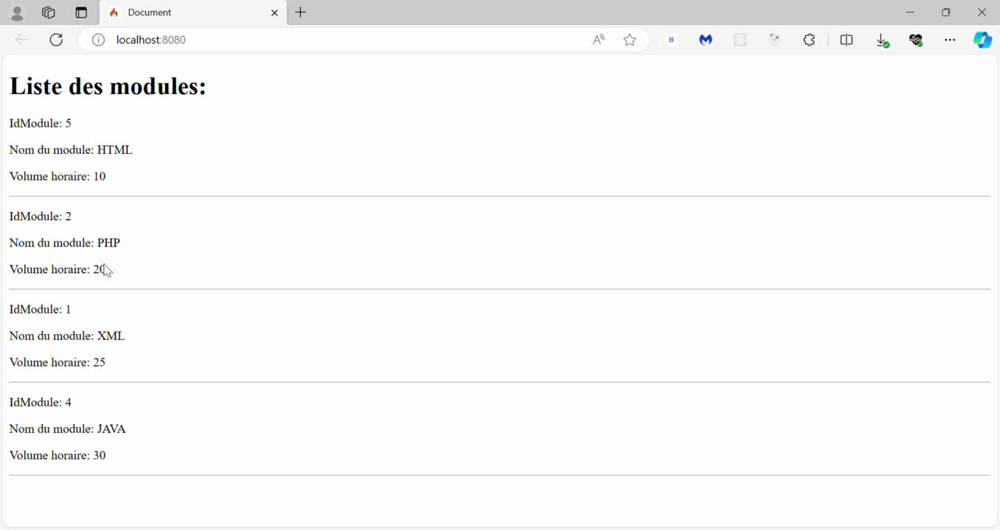 Document
localhost:8080
B
Liste des modules:
IdModule: 5
Nom du module: HTML
Volume horaire: 10
IdModule: 2
Nom du module: PHP
Volume horaire: 20
IdModule: 1
Nom du module: XML
Volume horaire: 25
IdModule: 4
Nom du module: JAVA
Volume horaire: 30